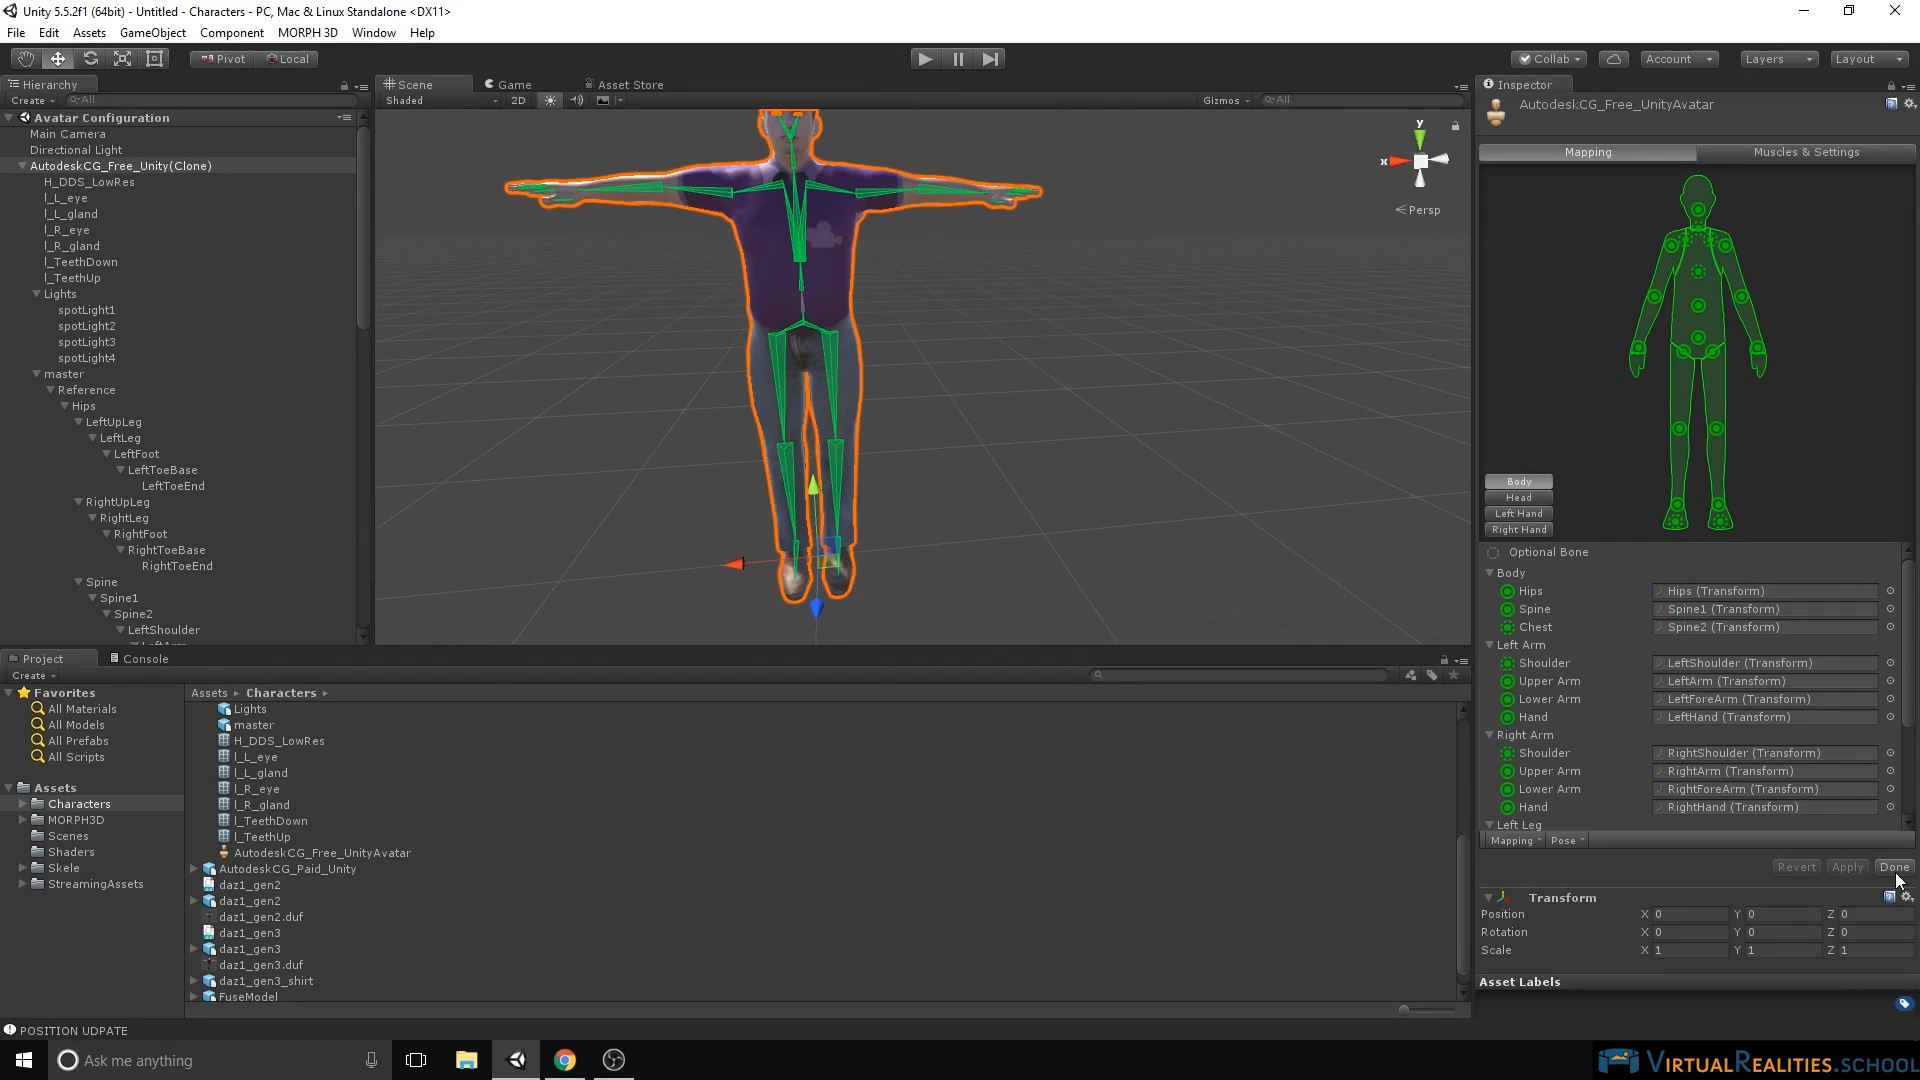 Unity 5.5.2f1 (64bit) - Untitled - Characters - PC, Mac & Linux Standalone <DX11>
File Edit Assets GameObject Component MORPH 3D Window Help
Pivot Local Collab Account Layers Layout
Hierarchy
Create All
Avatar Configuration
Main Camera
Directional Light
AutodeskCG_Free_Unity(Clone)
H_DDS_LowRes
l_L_eye
l_L_gland
l_R_eye
l_R_gland
l_TeethDown
l_TeethUp
Lights
spotLight1
spotLight2
spotLight3
spotLight4
master
Reference
Hips
LeftUpLeg
LeftLeg
LeftFoot
LeftToeBase
LeftToeEnd
RightUpLeg
RightLeg
RightFoot
RightToeBase
RightToeEnd
Spine
Spine1
Spine2
LeftShoulder
LeftArm
Scene Game Asset Store
Shaded 2D Gizmos All
y
x
Persp
Inspector
AutodeskCG_Free_UnityAvatar
Mapping Muscles & Settings
Body
Head
Left Hand
Right Hand
Optional Bone
Body
Hips Hips (Transform)
Spine Spine1 (Transform)
Chest Spine2 (Transform)
Left Arm
Shoulder LeftShoulder (Transform)
Upper Arm LeftArm (Transform)
Lower Arm LeftForeArm (Transform)
Hand LeftHand (Transform)
Right Arm
Shoulder RightShoulder (Transform)
Upper Arm RightArm (Transform)
Lower Arm RightForeArm (Transform)
Hand RightHand (Transform)
Left Leg
Mapping Pose
Revert Apply Done
Transform
Position X 0 Y 0 Z 0
Rotation X 0 Y 0 Z 0
Scale X 1 Y 1 Z 1
Asset Labels
Project Console
Create
Favorites
All Materials
All Models
All Prefabs
All Scripts
Assets
Characters
MORPH3D
Scenes
Shaders
Skele
StreamingAssets
Assets Characters
Lights
master
H_DDS_LowRes
l_L_eye
l_L_gland
l_R_eye
l_R_gland
l_TeethDown
l_TeethUp
AutodeskCG_Free_UnityAvatar
AutodeskCG_Paid_Unity
daz1_gen2
daz1_gen2
daz1_gen2.duf
daz1_gen3
daz1_gen3
daz1_gen3.duf
daz1_gen3_shirt
FuseModel
POSITION UDPATE
Ask me anything
VIRTUALREALITIES.SCHOOL